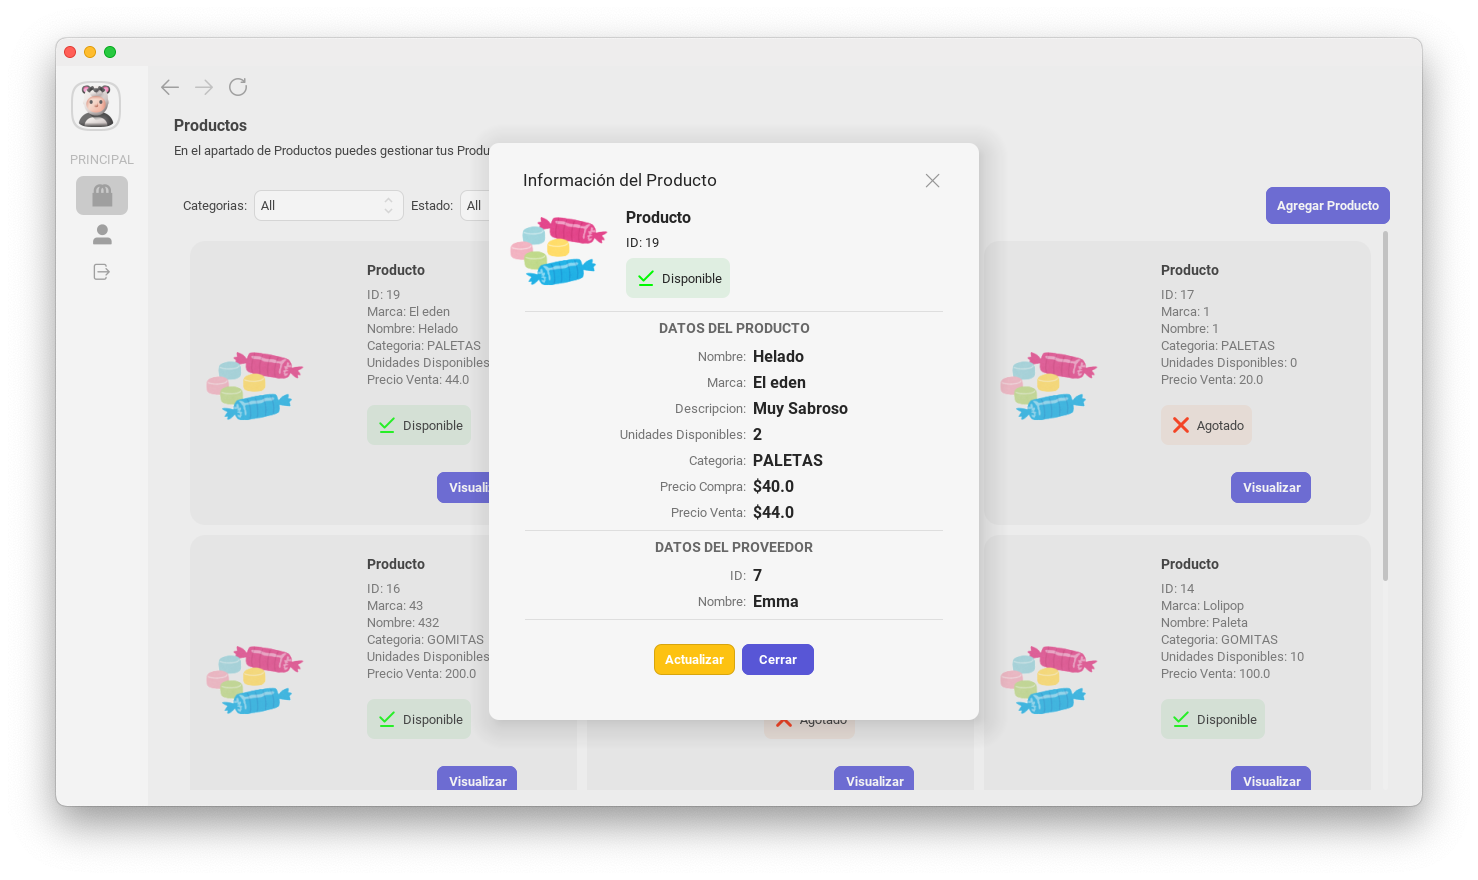 PRINCIPAL
Productos
En el apartado de Productos puedes gestionar tus
Categorias: All
Estado: All
Agregar Producto
Producto
ID: 19
Marca: El eden
Nombre: Helado
Categoria: PALETAS
Unidades Disponibles
Precio Venta: 44.0
Disponible
Producto
ID: 17
Marca: 1
Nombre: 1
Categoria: PALETAS
Unidades Disponibles: 0
Precio Venta: 20.0
Agotado
Visualizar
Producto
ID: 16
Marca: 43
Nombre: 432
Categoria: GOMITAS
Unidades Disponibles
Precio Venta: 200.0
Disponible
Visualizar
Agotado
Visualizar
Producto
ID: 14
Marca: Lolipop
Nombre: Paleta
Categoria: GOMITAS
Unidades Disponibles: 10
Precio Venta: 100.0
Disponible
Visualizar
Información del Producto
Producto
ID: 19
Disponible
DATOS DEL PRODUCTO
Nombre: Helado
Marca: El eden
Descripcion: Muy Sabroso
Unidades Disponibles: 2
Categoria: PALETAS
Precio Compra: $40.0
Precio Venta: $44.0
DATOS DEL PROVEEDOR
ID: 7
Nombre: Emma
Actualizar
Cerrar